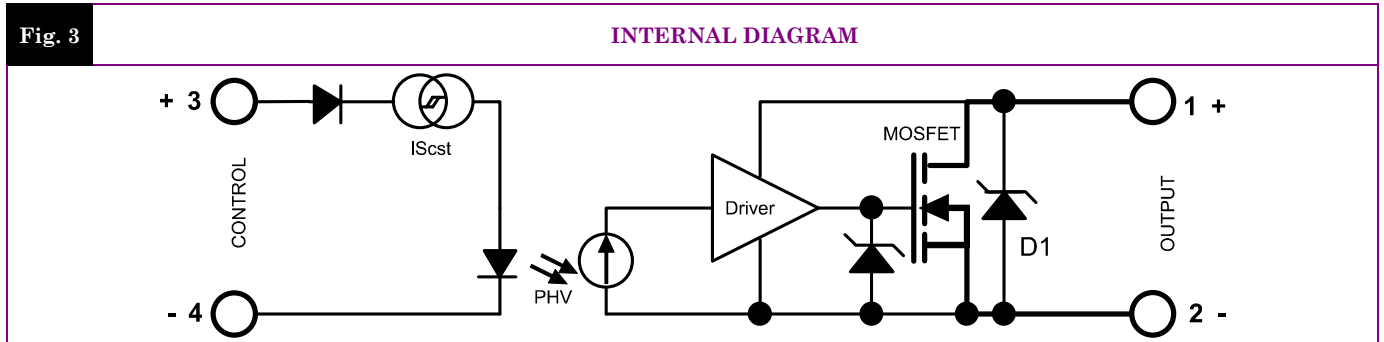 Fig. 3
INTERNAL DIAGRAM
+ 3
1 +
MOSFET
IScst
CONTROL
Driver
OUTPUT
D1
PHV
- 4
2 -